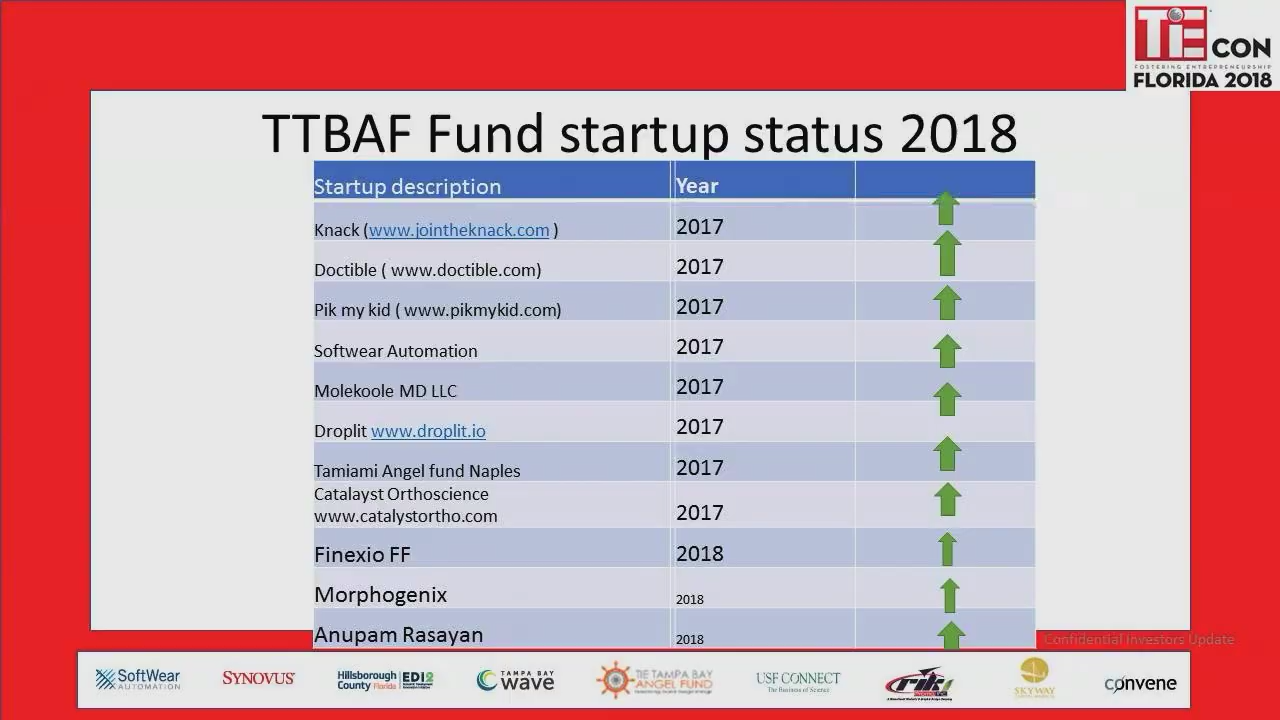 TiE CON
FOSTERING ENTREPRENEURSHIP
FLORIDA 2018
TTBAF Fund startup status 2018
Startup description Year
Knack (www.jointheknack.com ) 2017
Doctible ( www.doctible.com) 2017
Pik my kid ( www.pikmykid.com) 2017
Softwear Automation 2017
Molekoole MD LLC 2017
Droplit www.droplit.io 2017
Tamiami Angel fund Naples 2017
Catalayst Orthoscience
www.catalystortho.com 2017
Finexio FF 2018
Morphogenix 2018
Anupam Rasayan 2018
Confidential Investors Update
SoftWear
AUTOMATION
SYNOVUS
Hillsborough
County Florida
EDI2
TAMPA BAY
wave
TIE TAMPA BAY
ANGEL FUND
USF CONNECT
The Business of Science
SKYWAY
convene